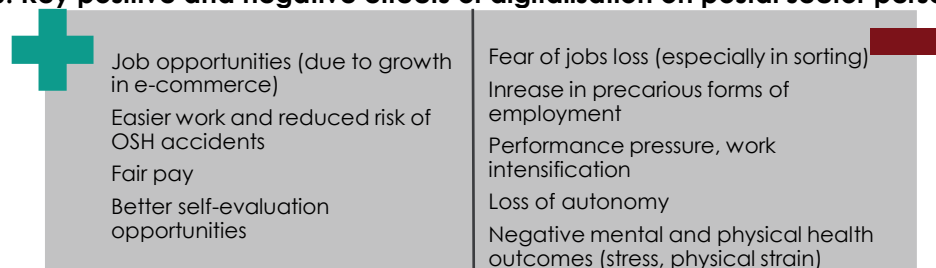 Key positive and negative effects of digitalisation on postal sector
Job opportunities (due to growth
in e-commerce)
Easier work and reduced risk of
OSH accidents
Fair pay
Better self-evaluation
opportunities
Fear of jobs loss (especially in sorting)
Inrease in precarious forms of
employment
Performance pressure, work
intensification
Loss of autonomy
Negative mental and physical health
outcomes (stress, physical strain)